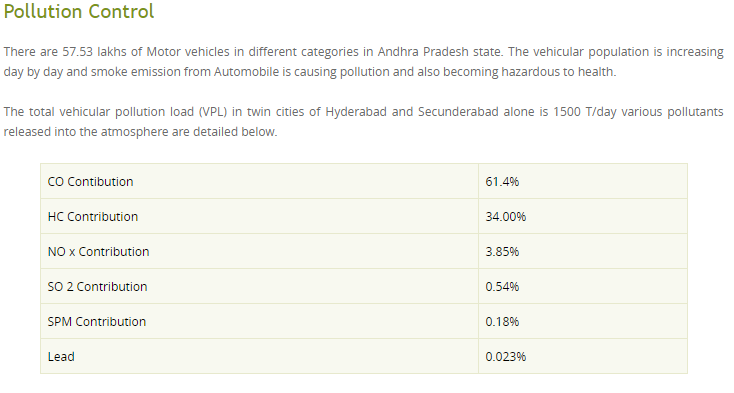 Pollution Control
There are 57.53 lakhs of Motor vehicles in different categories in Andhra Pradesh state. The vehicular population is increasing
day by day and smoke emission from Automobile is causing pollution and also becoming hazardous to health.
The total vehicular pollution load (VPL) in twin cities of Hyderabad and Secunderabad alone is 1500 T/day various pollutants
released into the atmosphere are detailed below.
CO Contibution 61.4%
HC Contribution 34.00%
NO x Contribution 3.85%
SO 2 Contribution 0.54%
SPM Contribution 0.18%
Lead 0.023%